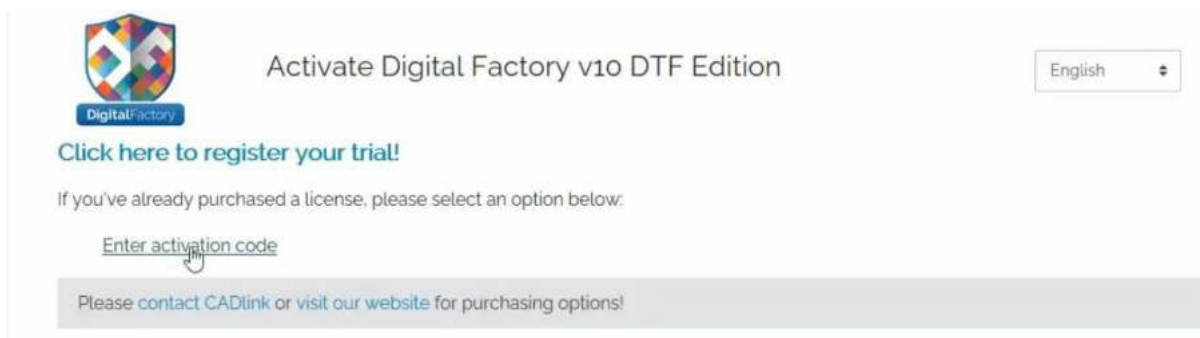 Activate Digital Factory v10 DTF Edition
English
DigitalFactory
Click here to register your trial!
If you've already purchased a license, please select an option below:
Enter activation code
Please contact CADlink or visit our website for purchasing options!